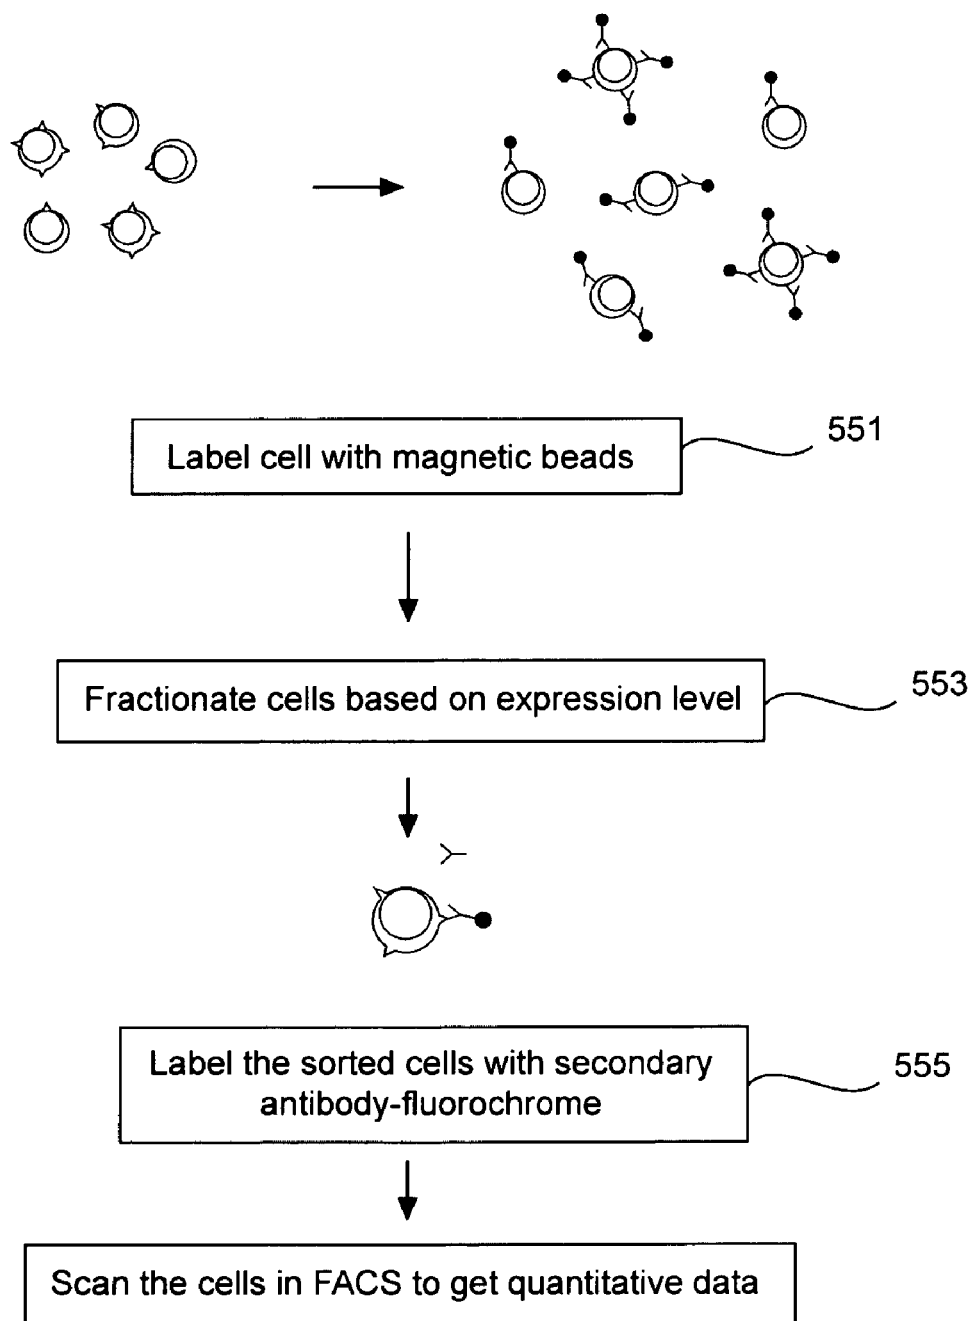 Label cell with magnetic beads
551
Fractionate cells based on expression level
553
Label the sorted cells with secondary
antibody-fluorochrome
555
Scan the cells in FACS to get quantitative data